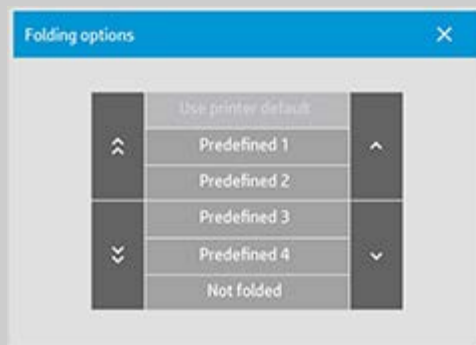 Folding options
Use printer default
Predefined 1
Predefined 2
Predefined 3
Predefined 4
Not folded